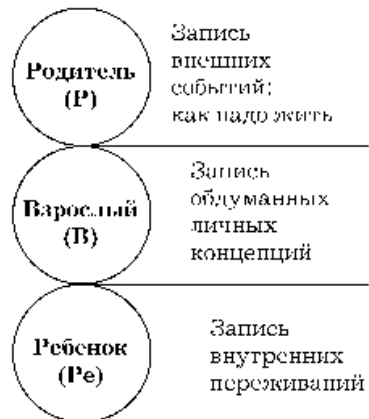 Родитель
(Р)
Запись
внешних
событий:
как надо жить
Взрослый
(В)
Запись
обдуманных
личных
концепций
Ребенок
(Ре)
Запись
внутренних
переживаний